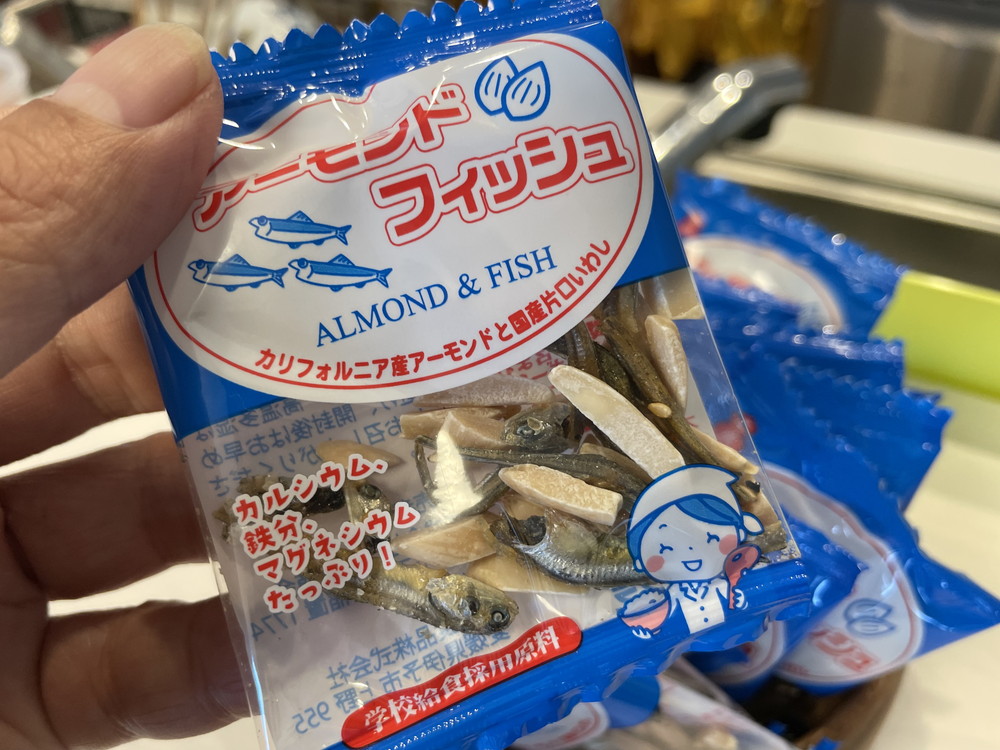 アーモンド
フィッシュ
ALMOND & FISH
カリフォルニア産アーモンドと国産片口いわし
カルシウム、
鉄分、
マグネシウム
たっぷり!
学校給食採用原料